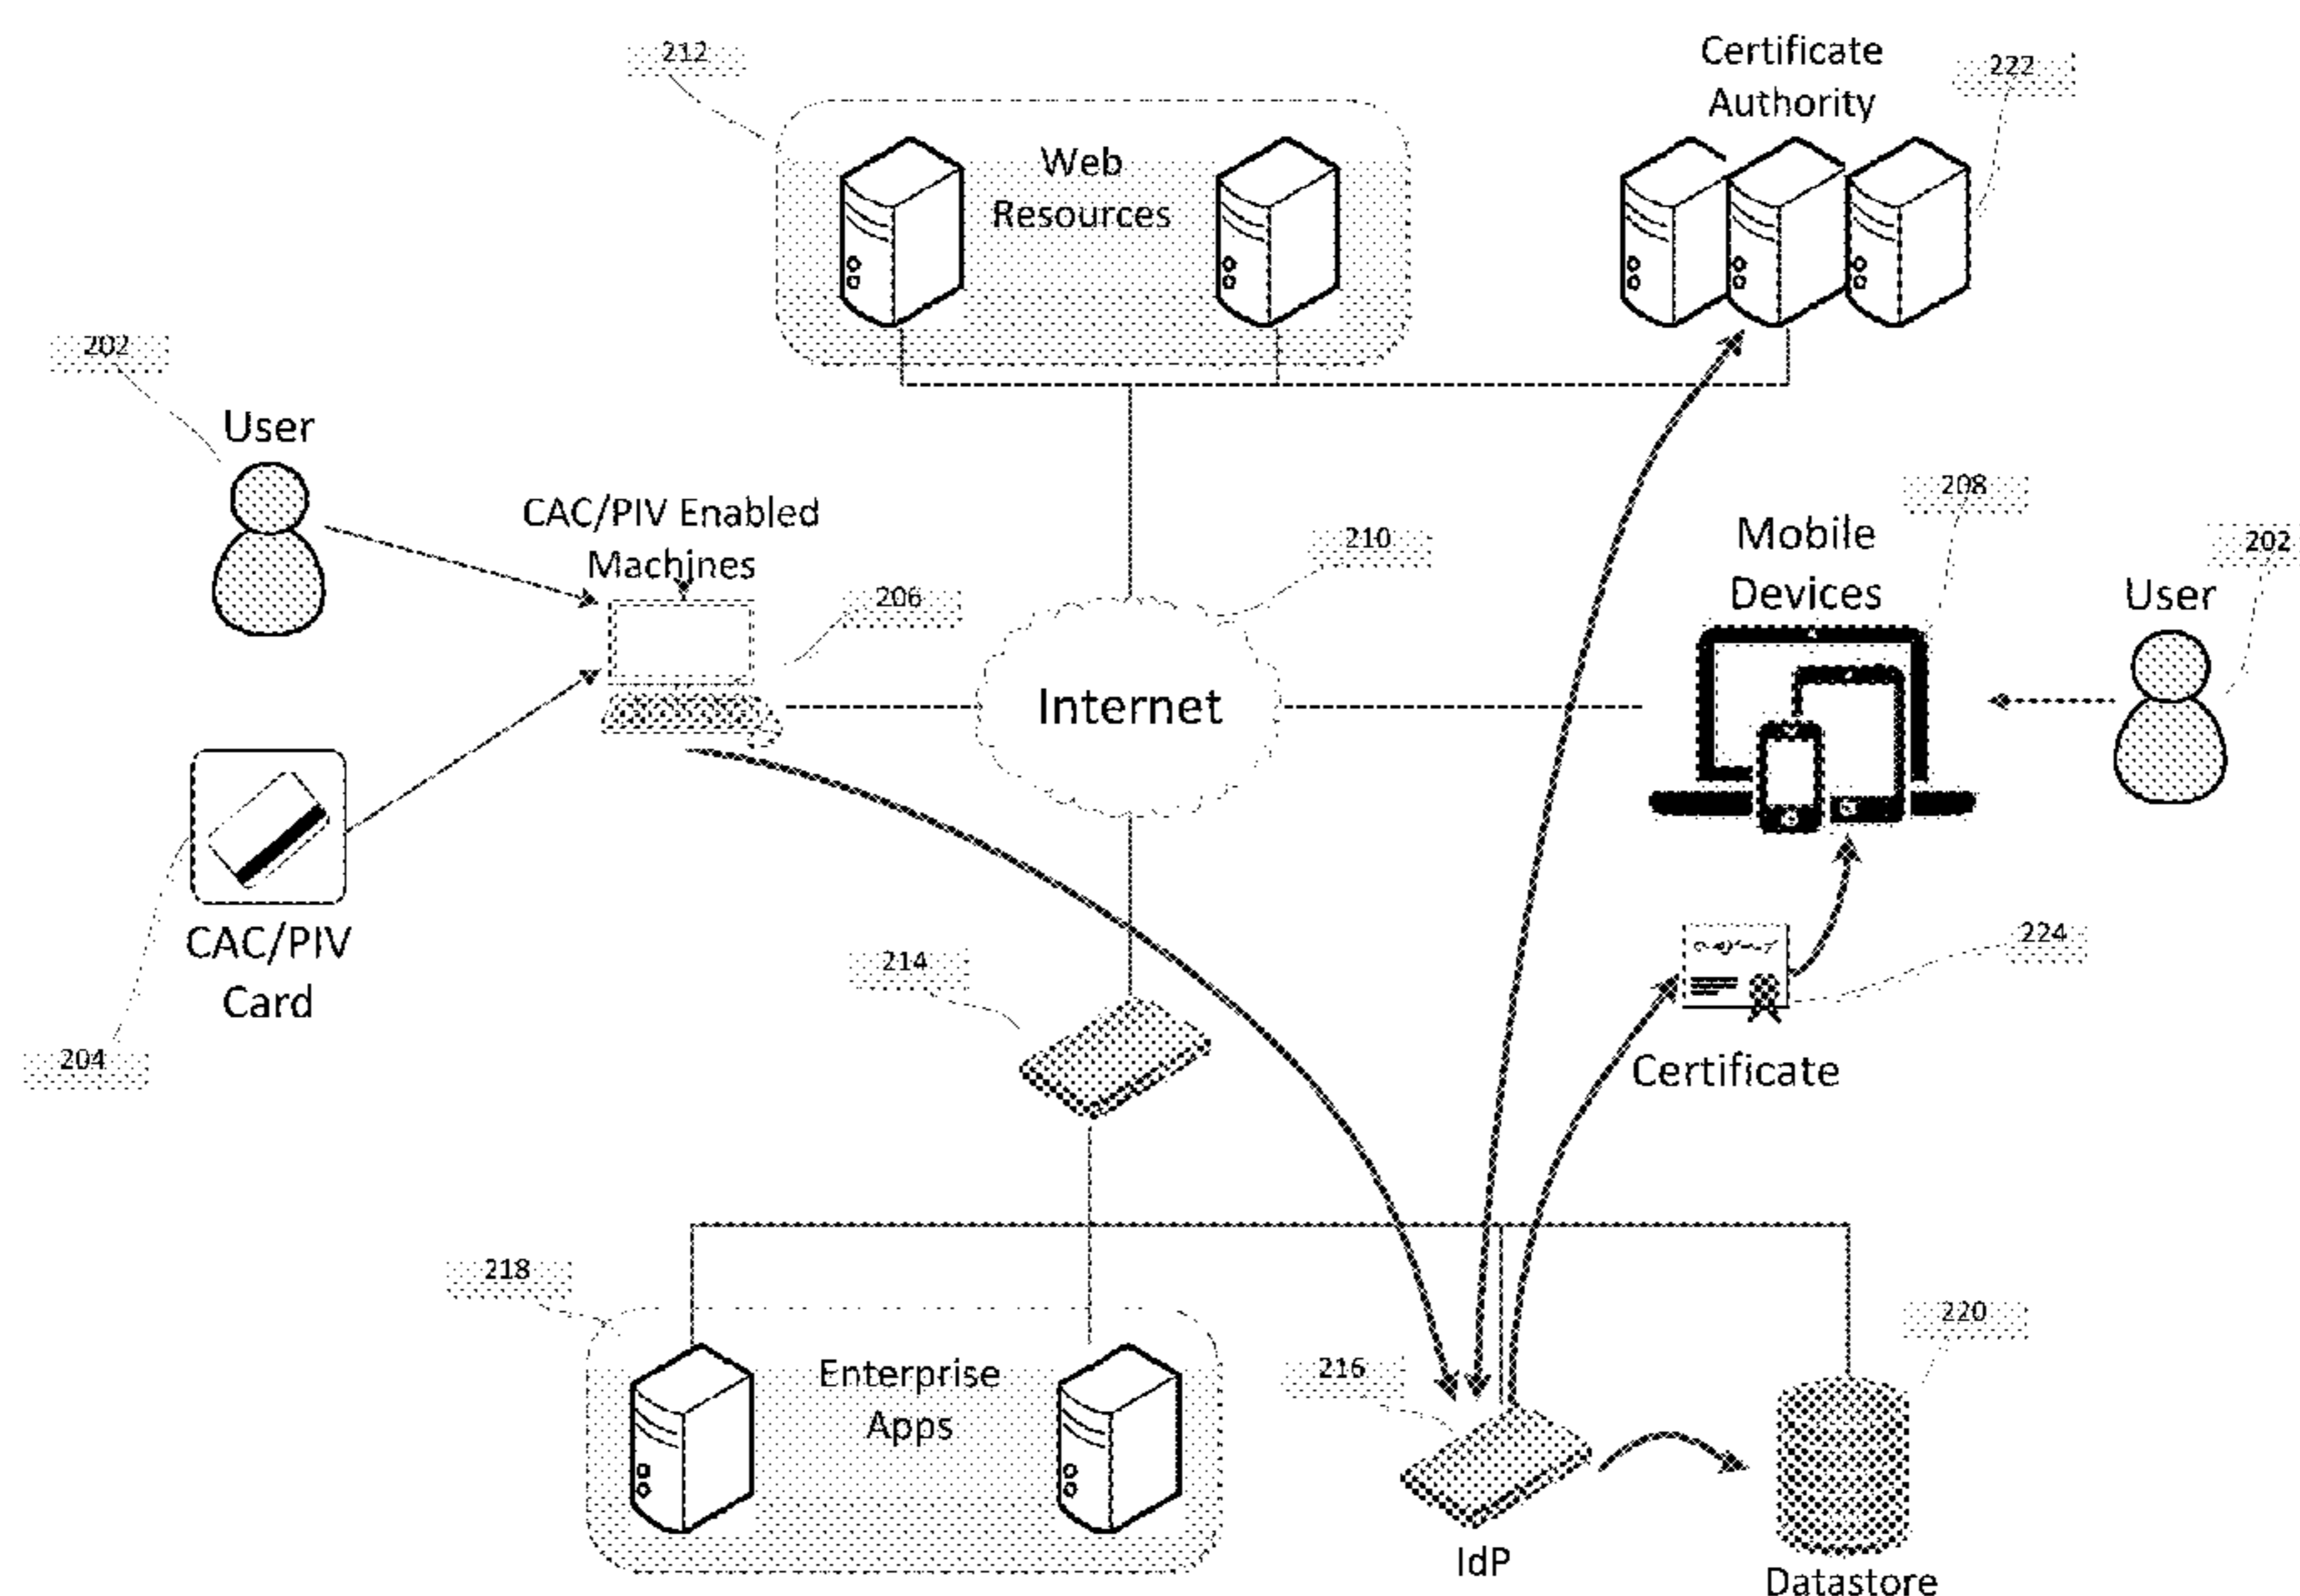 212
Certificate
Authority
222
Web
Resources
202
User
208
CAC/PIV Enabled
Machines
210
Mobile
Devices
202
User
206
Internet
CAC/PIV
Card
204
214
224
Certificate
218
220
Enterprise
Apps
216
IdP
Datastore